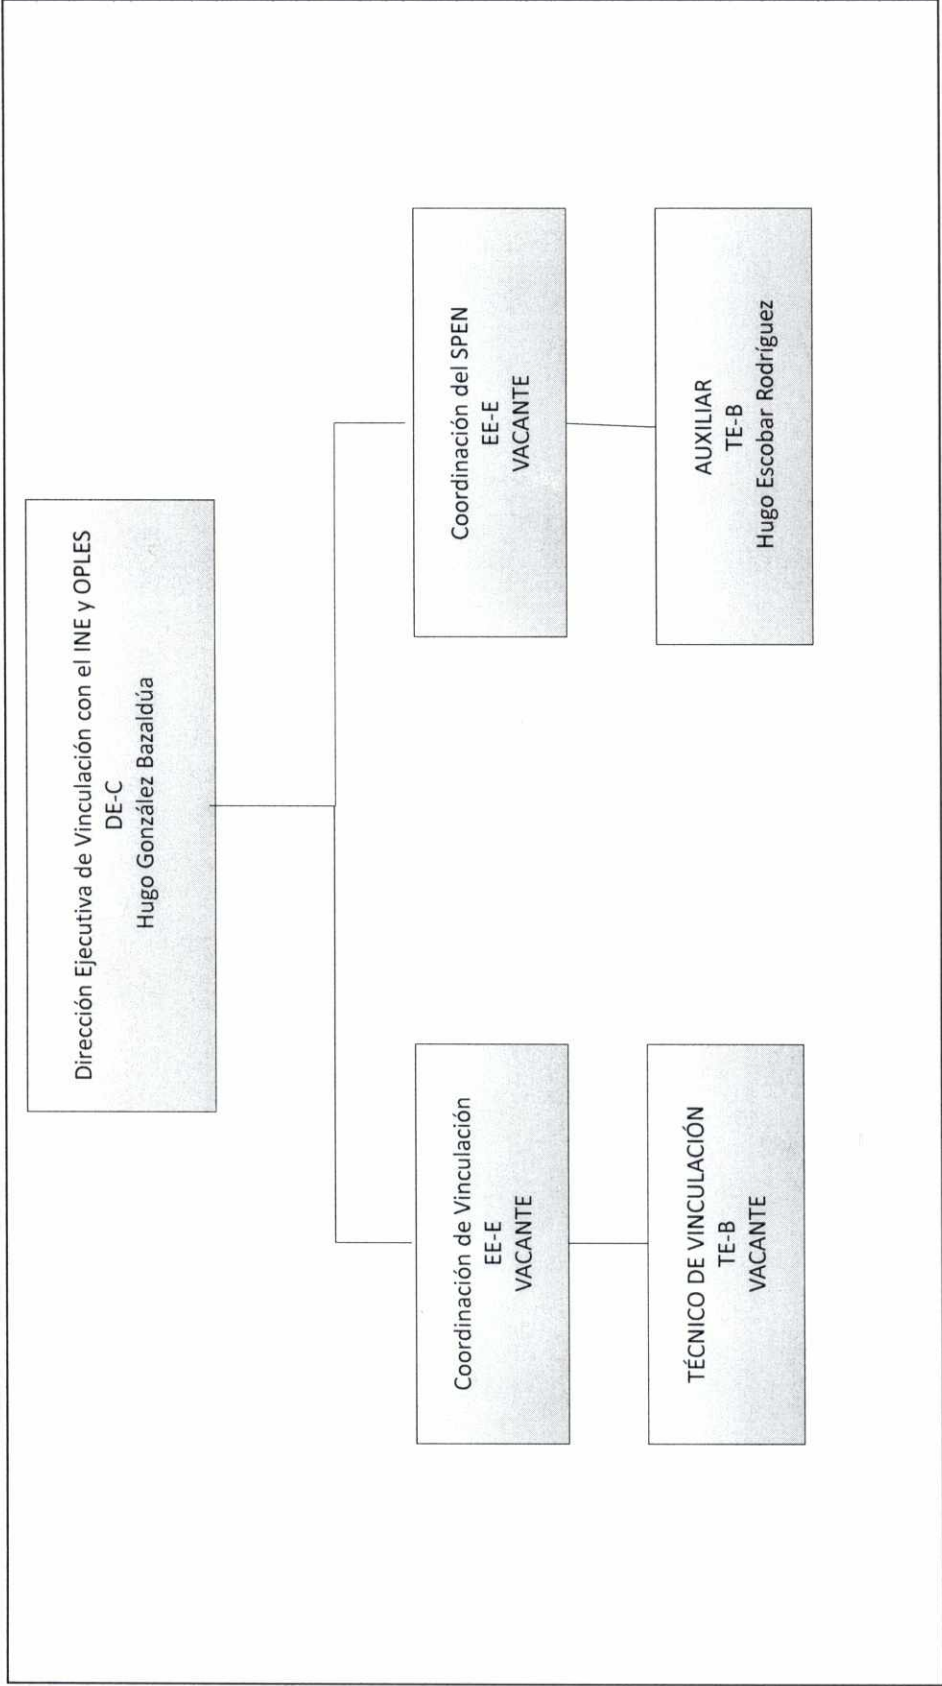 Dirección Ejecutiva de Vinculación con el INE y OPLES
DE-C
Hugo González Bazaldúa
Coordinación de Vinculación
EE-E
VACANTE
Coordinación del SPEN
EE-E
VACANTE
TÉCNICO DE VINCULACIÓN
TE-B
VACANTE
AUXILIAR
TE-B
Hugo Escobar Rodríguez